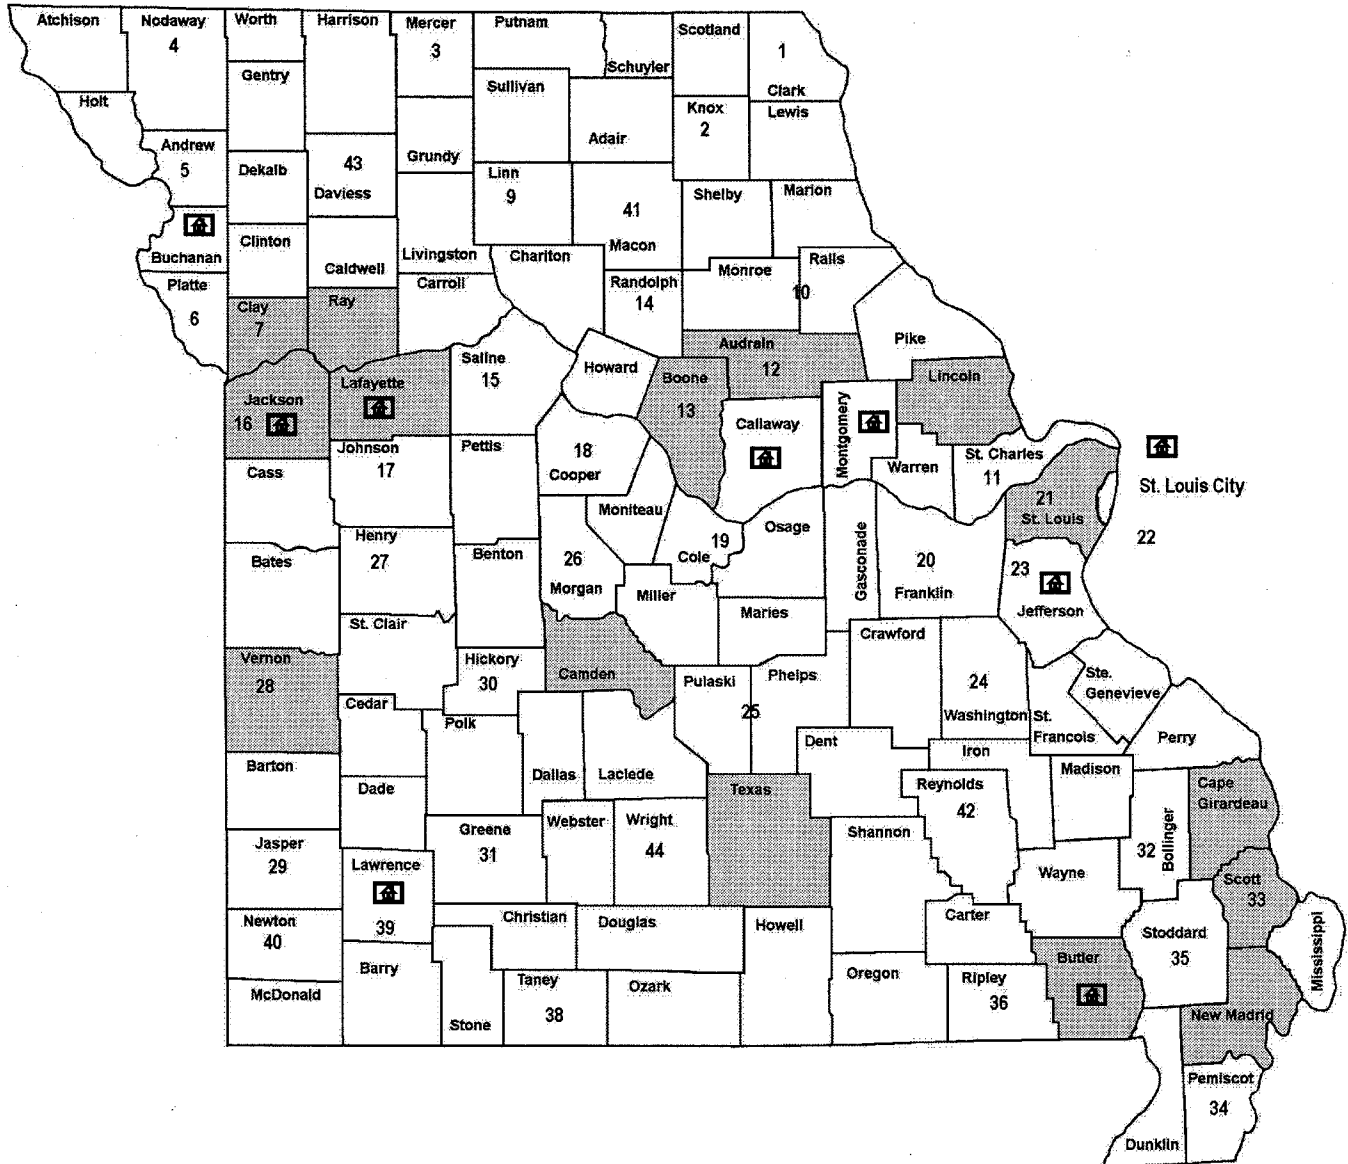 Atchison
Nodaway
4
Worth
Harrison
Mercer
3
Putnam
Schuyler
Scotland
1
Clark
Holt
Gentry
Sullivan
Adair
Knox
2
Lewis
Andrew
5
Dekalb
43
Daviess
Grundy
Linn
9
41
Macon
Shelby
Marion
Buchanan
Clinton
Caldwell
Livingston
Chariton
Randolph
14
Monroe
10
Ralls
Platte
6
Clay
7
Ray
Carroll
Saline
15
Howard
Boone
13
Audrain
12
Pike
Lincoln
Jackson
16
Lafayette
Callaway
Montgomery
Warren
St. Charles
11
21
St. Louis
St. Louis City
22
Cass
Johnson
17
Pettis
18
Cooper
Moniteau
19
Cole
Osage
Gasconade
20
Franklin
23
Jefferson
Bates
Henry
27
Benton
26
Morgan
Miller
Maries
St. Clair
Vernon
28
Hickory
30
Camden
Pulaski
25
Phelps
Crawford
24
Washington
St.
Francois
Ste.
Genevieve
Perry
Cedar
Polk
Dallas
Laclede
Dent
Iron
Madison
Barton
Dade
Texas
Reynolds
42
Bollinger
32
Cape
Girardeau
Jasper
29
Lawrence
39
Greene
31
Webster
Wright
44
Shannon
Wayne
Scott
33
Mississippi
Newton
40
Barry
Christian
Douglas
Howell
Carter
Stoddard
35
McDonald
Stone
Taney
38
Ozark
Oregon
Ripley
36
Butler
New Madrid
Pemiscot
34
Dunklin